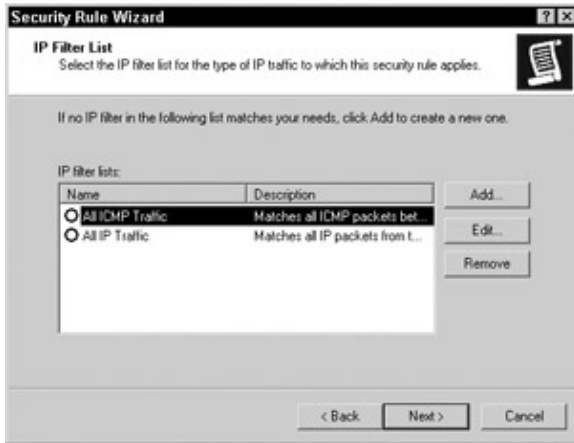 Security Rule Wizard
IP Filter List
Select the IP filter list for the type of IP traffic to which this security rule applies.
If no IP filter in the following list matches your needs, click Add to create a new one.
IP filter lists:
Name Description
All ICMP Traffic Matches all ICMP packets bet...
All IP Traffic Matches all IP packets from t...
Add...
Edit...
Remove
< Back Next > Cancel